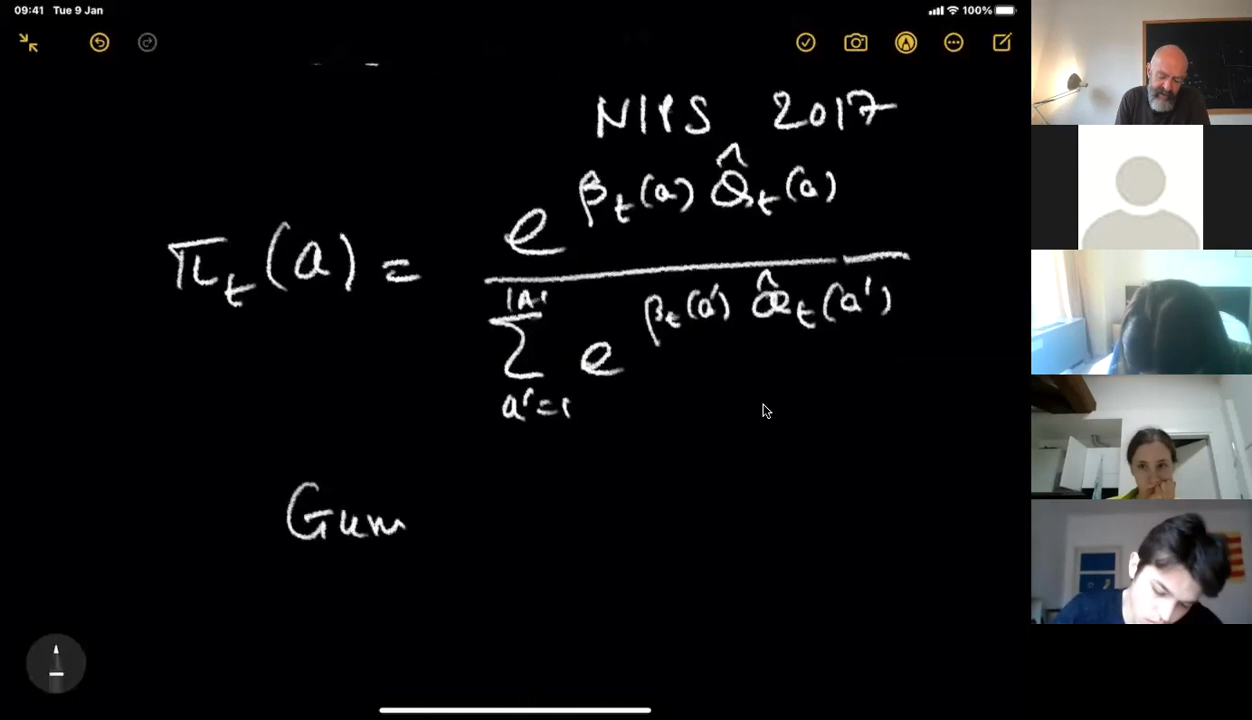 09:41 Tue 9 Jan 100%
NIPS 2017
π_t(a) = e^{β_t(a) Q̂_t(a)} / Σ_{a'=1}^{|A|} e^{β_t(a') Q̂_t(a')}
Gum